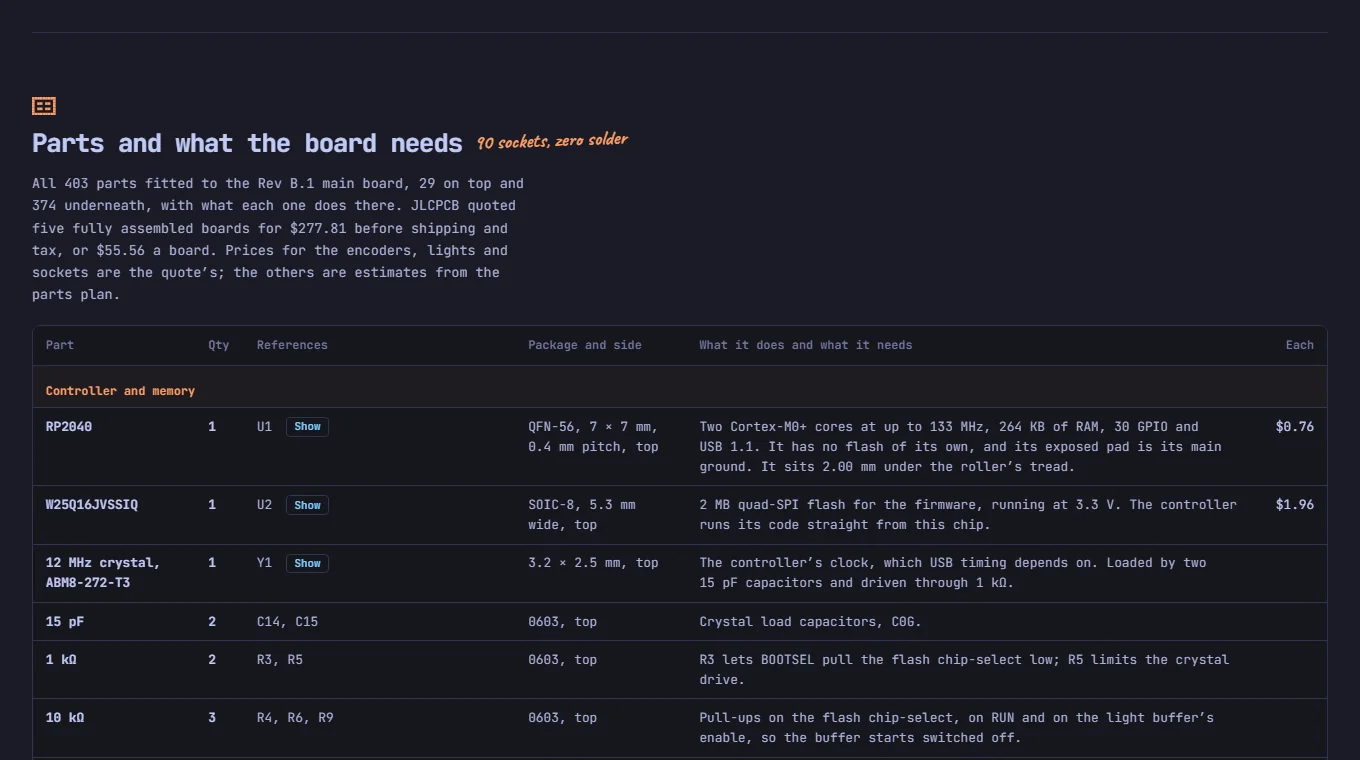 Parts and what the board needs 90 sockets, zero solder
All 403 parts fitted to the Rev B.1 main board, 29 on top and
374 underneath, with what each one does there. JLCPCB quoted
five fully assembled boards for $277.81 before shipping and
tax, or $55.56 a board. Prices for the encoders, lights and
sockets are the quote’s; the others are estimates from the
parts plan.
Part Qty References Package and side What it does and what it needs Each
Controller and memory
RP2040 1 U1 Show QFN-56, 7 × 7 mm, Two Cortex-M0+ cores at up to 133 MHz, 264 KB of RAM, 30 GPIO and $0.76
0.4 mm pitch, top USB 1.1. It has no flash of its own, and its exposed pad is its main
ground. It sits 2.00 mm under the roller’s tread.
W25Q16JVSSIQ 1 U2 Show SOIC-8, 5.3 mm 2 MB quad-SPI flash for the firmware, running at 3.3 V. The controller $1.96
wide, top runs its code straight from this chip.
12 MHz crystal, 1 Y1 Show 3.2 × 2.5 mm, top The controller’s clock, which USB timing depends on. Loaded by two
ABM8-272-T3 15 pF capacitors and driven through 1 kΩ.
15 pF 2 C14, C15 0603, top Crystal load capacitors, C0G.
1 kΩ 2 R3, R5 0603, top R3 lets BOOTSEL pull the flash chip-select low; R5 limits the crystal
drive.
10 kΩ 3 R4, R6, R9 0603, top Pull-ups on the flash chip-select, on RUN and on the light buffer’s
enable, so the buffer starts switched off.